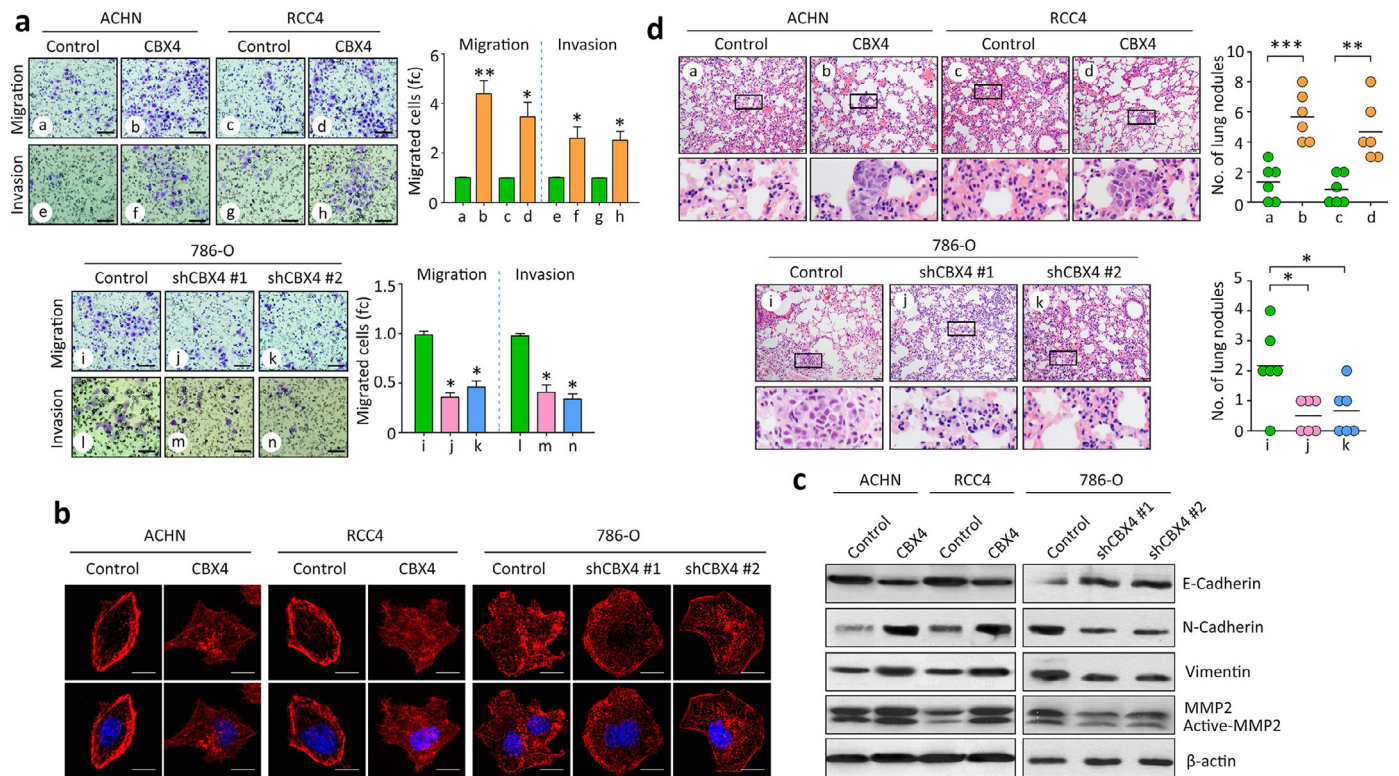 a
ACHN RCC4
Control CBX4 Control CBX4
Migration
a b c d
Invasion
e f g h
Migrated cells (fc)
Migration Invasion
6
4
2
0
** * * *
a b c d e f g h
786-O
Control shCBX4 #1 shCBX4 #2
Migration
i j k
Invasion
l m n
Migrated cells (fc)
Migration Invasion
1.5
1.0
0.5
0
* * * *
i j k l m n
b
ACHN RCC4 786-O
Control CBX4 Control CBX4 Control shCBX4 #1 shCBX4 #2
d
ACHN RCC4
Control CBX4 Control CBX4
a b c d
No. of lung nodules
*** **
10
8
6
4
2
0
a b c d
786-O
Control shCBX4 #1 shCBX4 #2
i j k
No. of lung nodules
*
*
5
4
3
2
1
0
i j k
c
ACHN RCC4 786-O
Control CBX4 Control CBX4 Control shCBX4 #1 shCBX4 #2
E-Cadherin
N-Cadherin
Vimentin
MMP2
Active-MMP2
β-actin